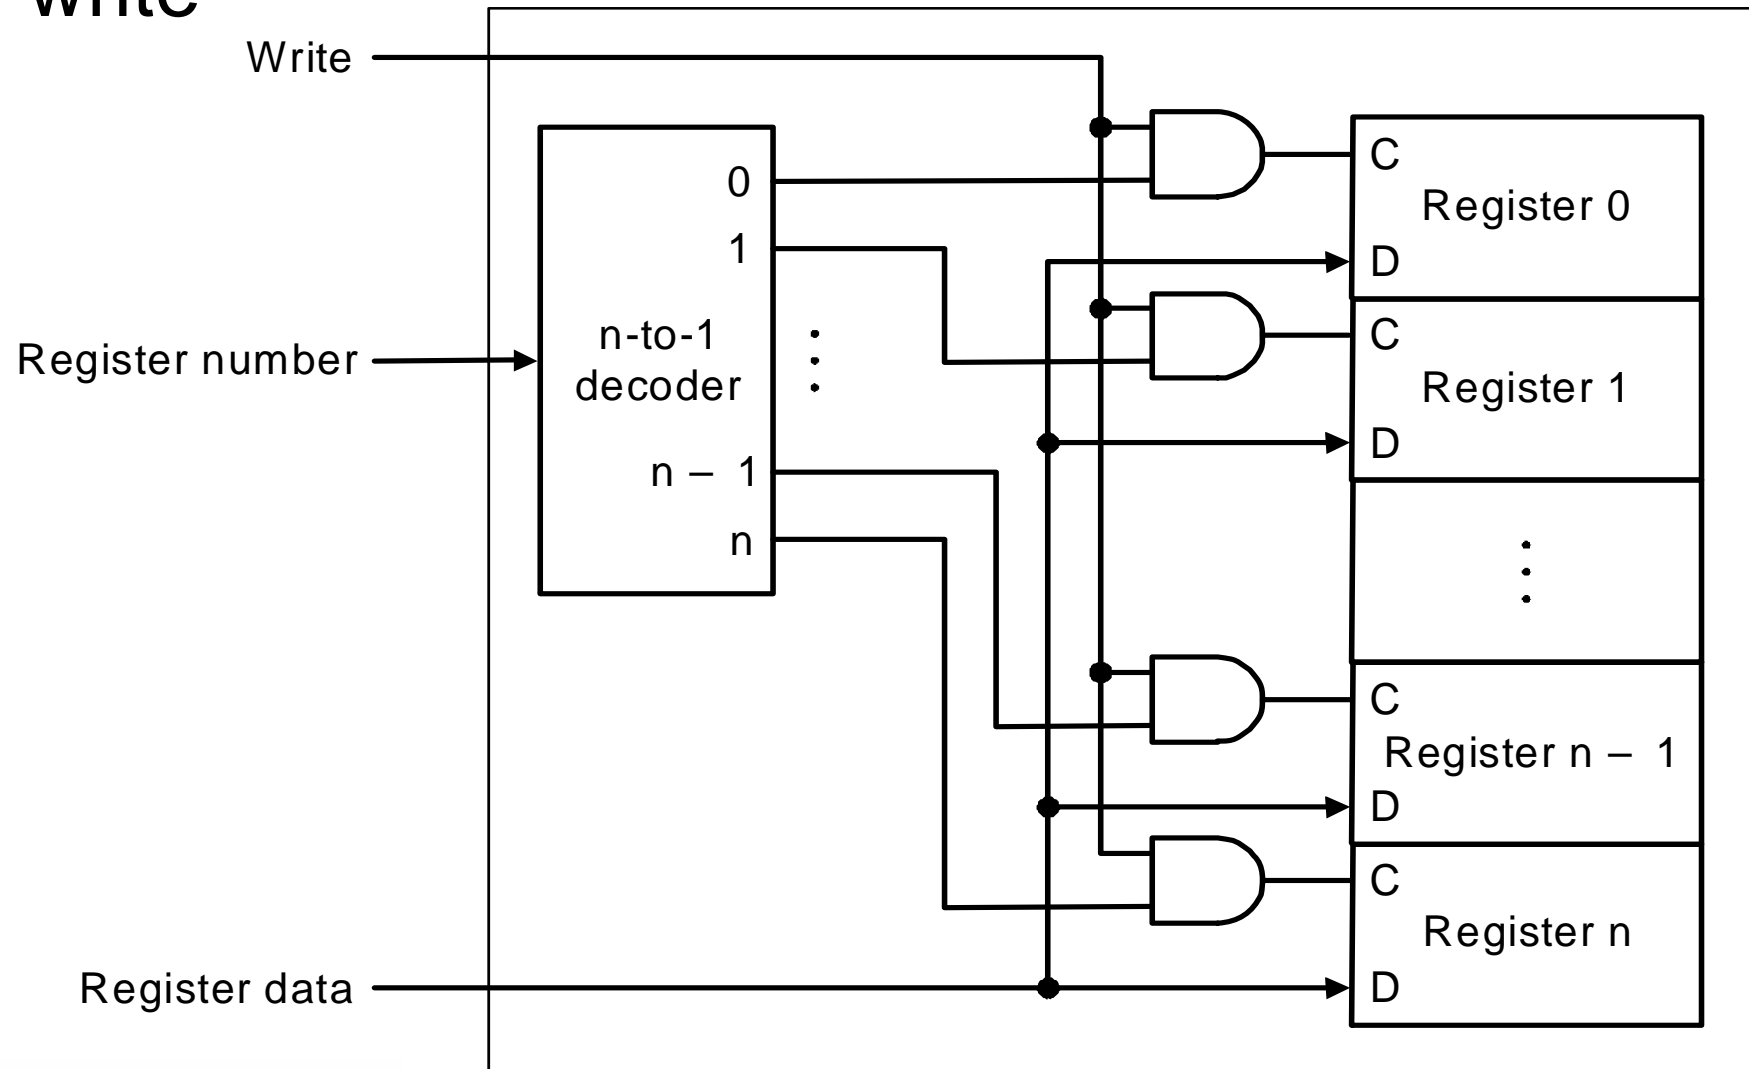 write
Write
0
C
Register 0
1
D
n-to-1
decoder
C
Register number
Register 1
D
n – 1
n
C
Register n – 1
D
C
Register n
Register data
D